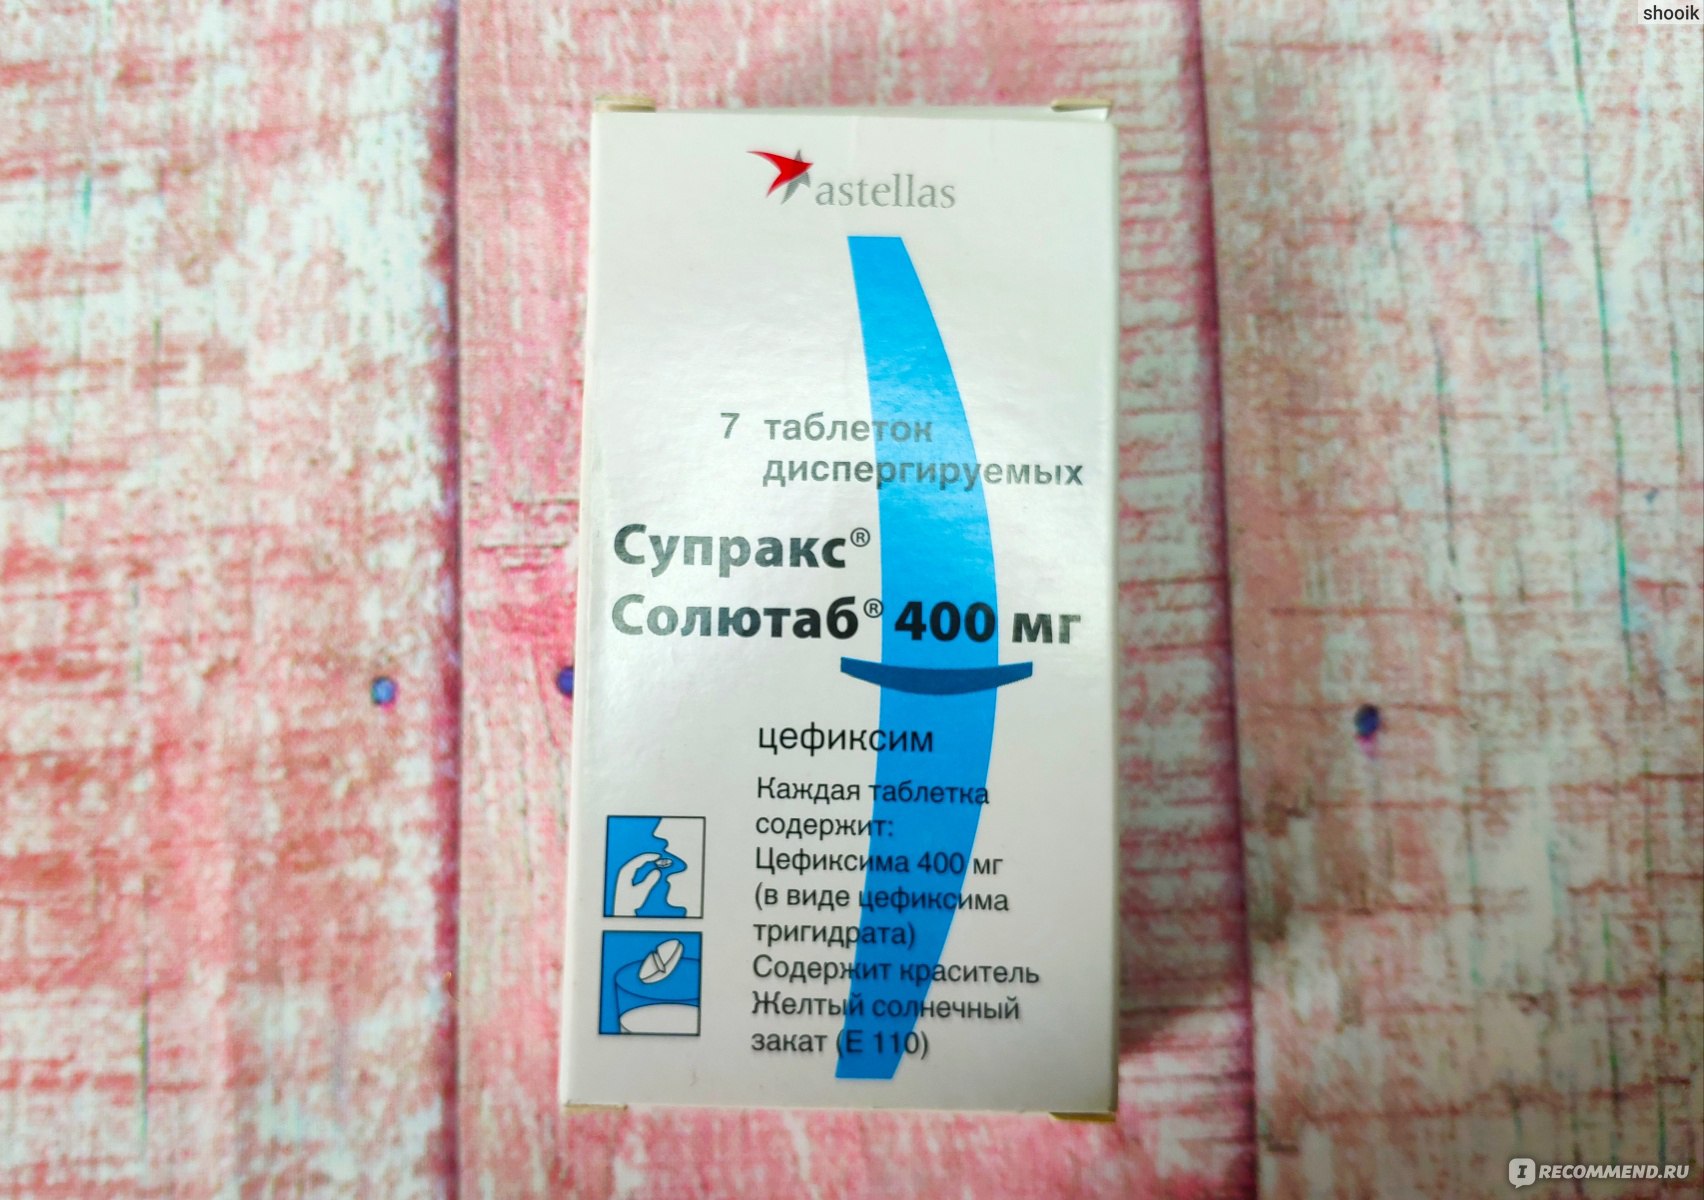 shooik
astellas
7 таблеток
диспергируемых
Супракс®
Солютаб® 400 мг
цефиксим
Каждая таблетка
содержит:
Цефиксима 400 мг
(в виде цефиксима
тригидрата)
Содержит краситель
Желтый солнечный
закат (Е 110)
IRECOMMEND.RU